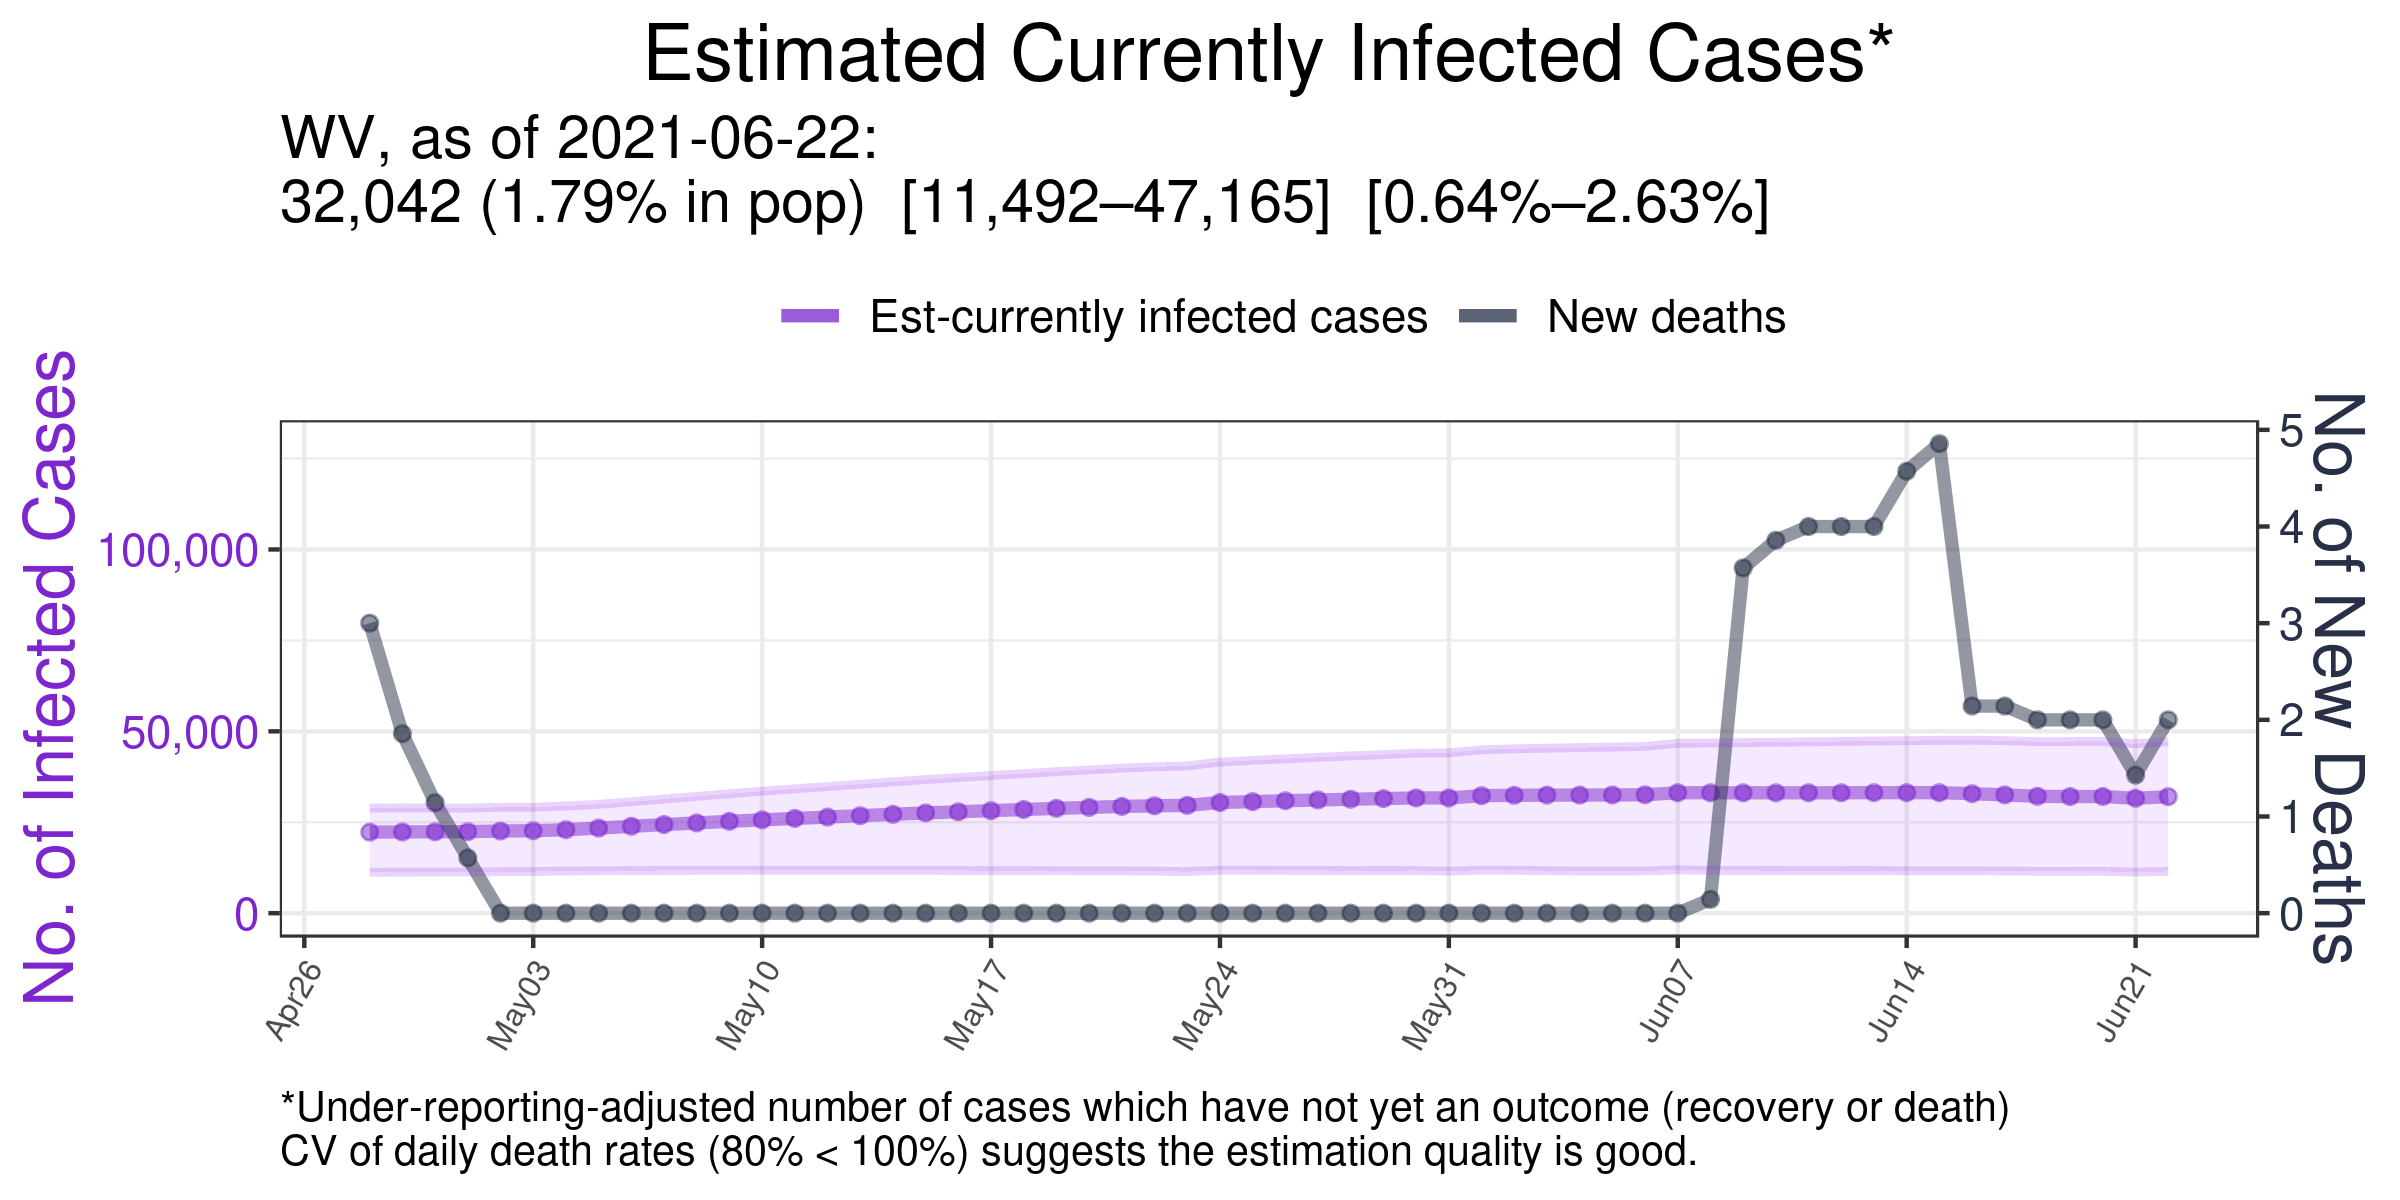 Estimated Currently Infected Cases*
WV, as of 2021-06-22:
32,042 (1.79% in pop)  [11,492–47,165]  [0.64%–2.63%]
Est-currently infected cases
New deaths
No. of Infected Cases
100,000
50,000
0
5
4
3
2
1
0
No. of New Deaths
Apr26
May03
May10
May17
May24
May31
Jun07
Jun14
Jun21
*Under-reporting-adjusted number of cases which have not yet an outcome (recovery or death)
CV of daily death rates (80% < 100%) suggests the estimation quality is good.